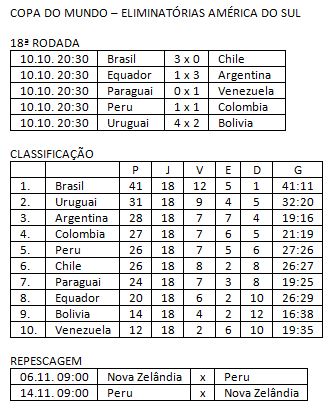 COPA DO MUNDO – ELIMINATÓRIAS AMÉRICA DO SUL
18ª RODADA
10.10. 20:30 Brasil 3 x 0 Chile
10.10. 20:30 Equador 1 x 3 Argentina
10.10. 20:30 Paraguai 0 x 1 Venezuela
10.10. 20:30 Peru 1 x 1 Colombia
10.10. 20:30 Uruguai 4 x 2 Bolivia
CLASSIFICAÇÃO
P J V E D G
1. Brasil 41 18 12 5 1 41:11
2. Uruguai 31 18 9 4 5 32:20
3. Argentina 28 18 7 7 4 19:16
4. Colombia 27 18 7 6 5 21:19
5. Peru 26 18 7 5 6 27:26
6. Chile 26 18 8 2 8 26:27
7. Paraguai 24 18 7 3 8 19:25
8. Equador 20 18 6 2 10 26:29
9. Bolivia 14 18 4 2 12 16:38
10. Venezuela 12 18 2 6 10 19:35
REPESCAGEM
06.11. 09:00 Nova Zelândia x Peru
14.11. 09:00 Peru x Nova Zelândia